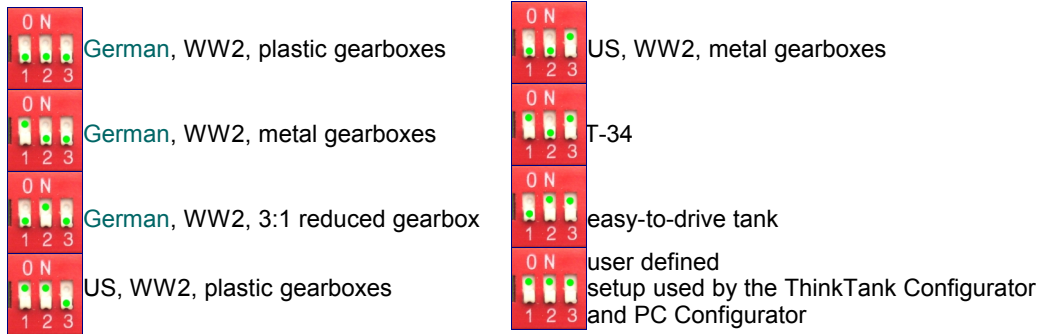 ON
1 2 3
German, WW2, plastic gearboxes
ON
1 2 3
German, WW2, metal gearboxes
ON
1 2 3
German, WW2, 3:1 reduced gearbox
ON
1 2 3
US, WW2, plastic gearboxes
ON
1 2 3
US, WW2, metal gearboxes
ON
1 2 3
T-34
ON
1 2 3
easy-to-drive tank
ON
1 2 3
user defined
setup used by the ThinkTank Configurator
and PC Configurator